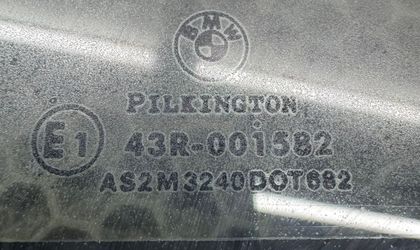 BMW
PILKINGTON
E1 43R-001582
AS2M3240DOT682